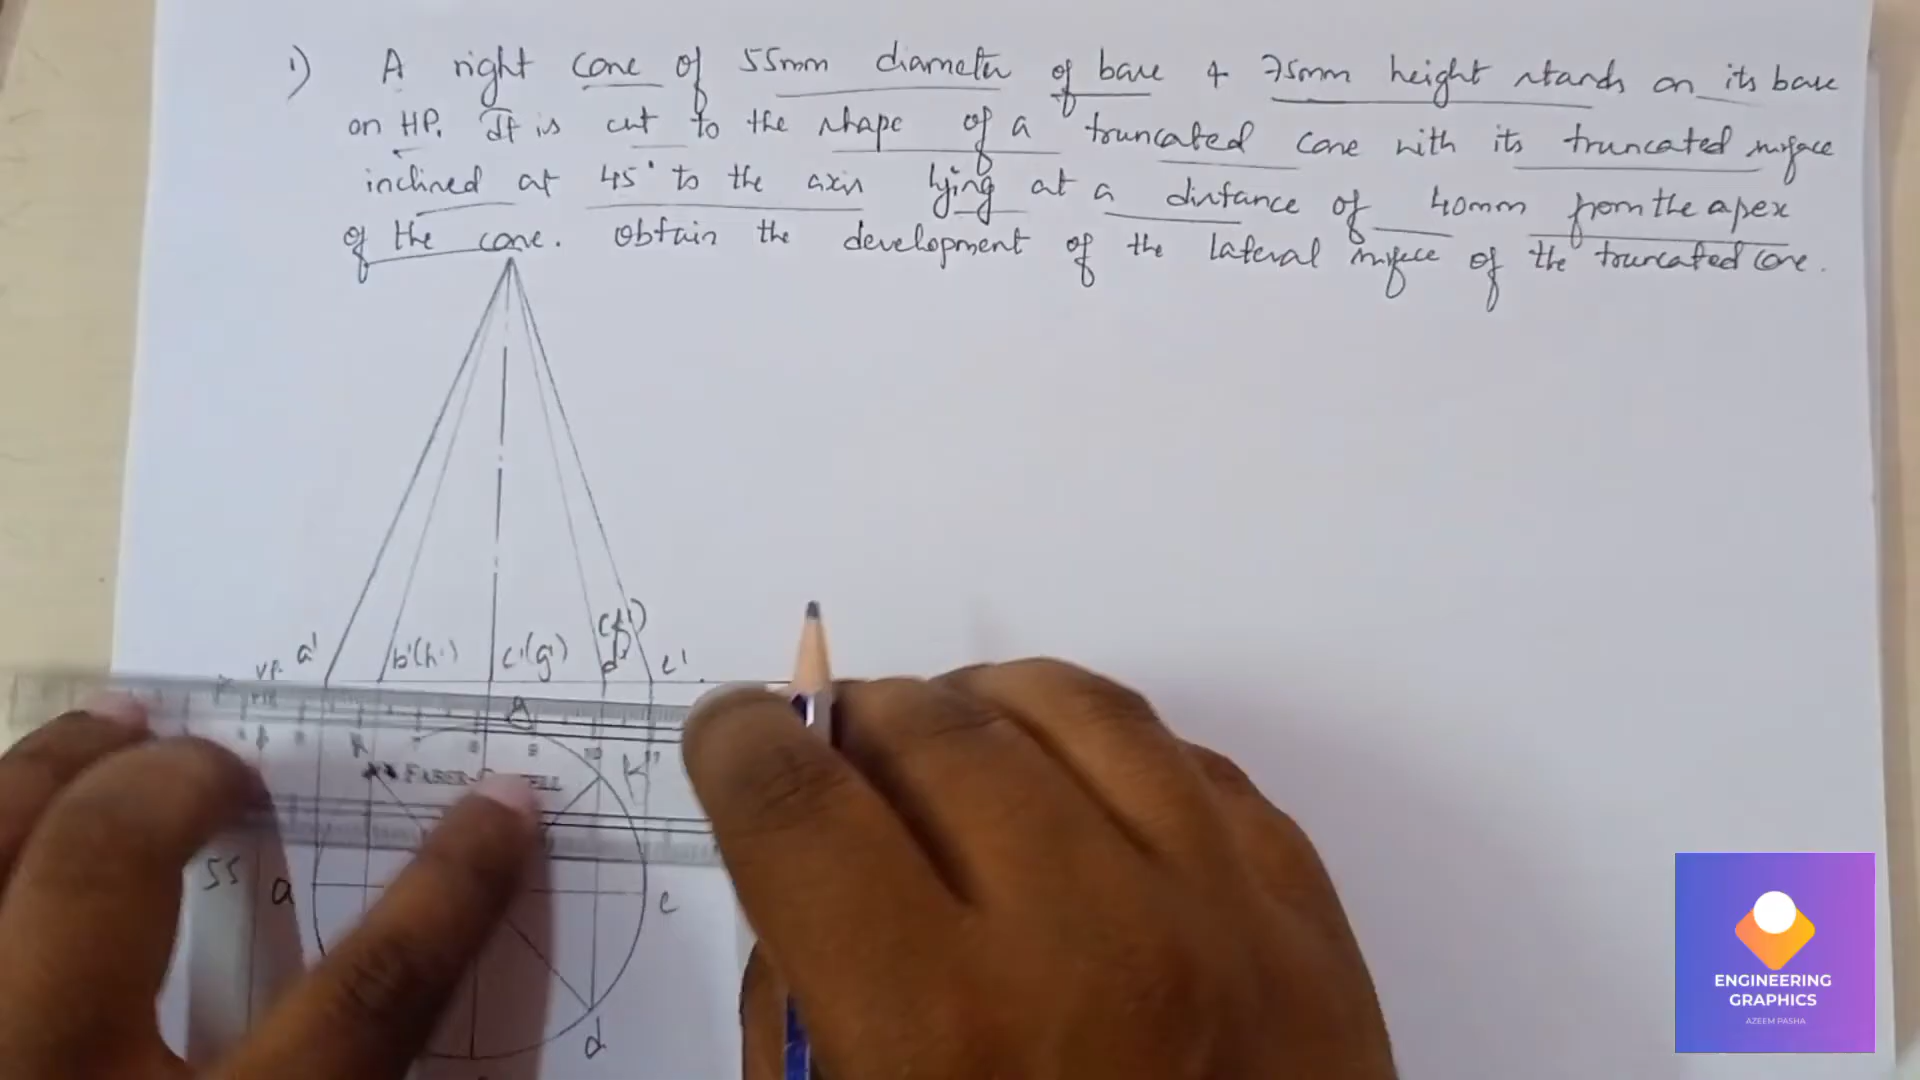 1) A right cone of 55mm diameter of base & 75mm height stands on its base
on HP. It is cut to the shape of a truncated cone with its truncated surface
inclined at 45° to the axis lying at a distance of 40mm from the apex
of the cone. Obtain the development of the lateral surface of the truncated cone.
a' b'(h') c'(g') d' (f') e'
VP
HP
FABER-CASTELL
55 a e
d
ENGINEERING
GRAPHICS
AZEEM PASHA